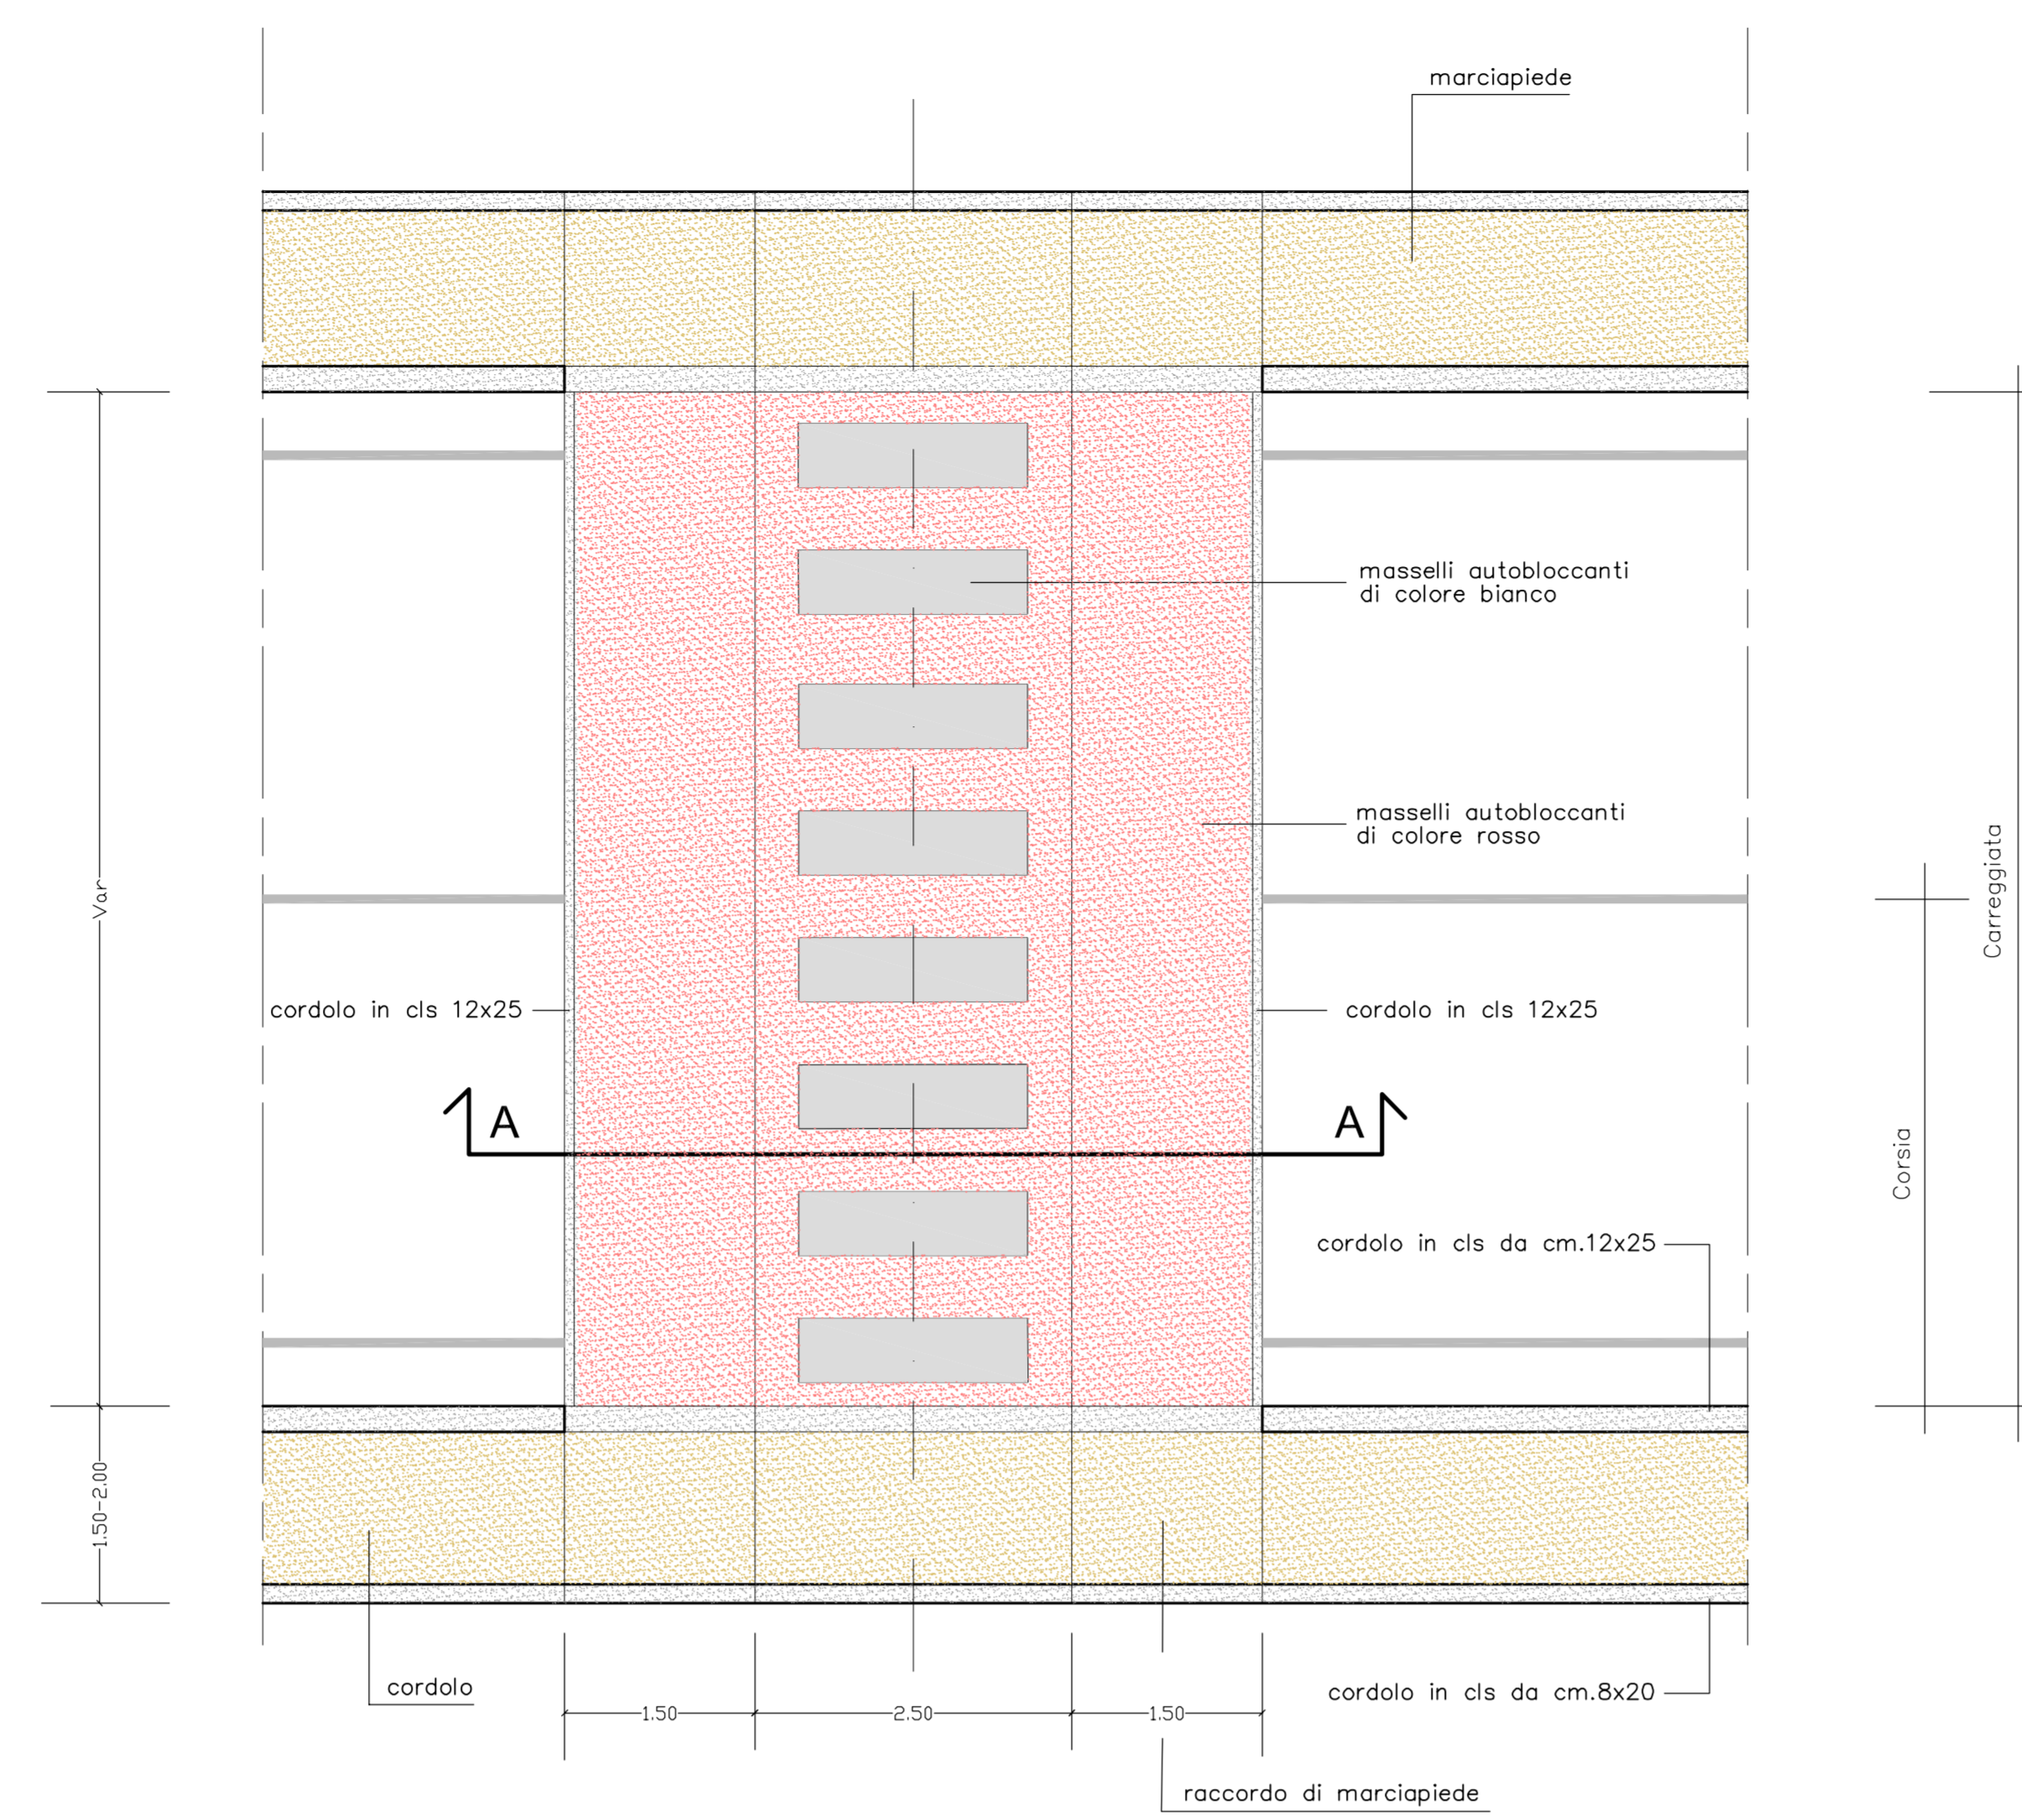 marciapiede
masselli autobloccanti
di colore bianco
masselli autobloccanti
di colore rosso
Var
Carreggiata
cordolo in cls 12x25
cordolo in cls 12x25
A
A
Corsia
cordolo in cls da cm.12x25
1.50-2.00
cordolo
cordolo in cls da cm.8x20
1.50
2.50
1.50
raccordo di marciapiede